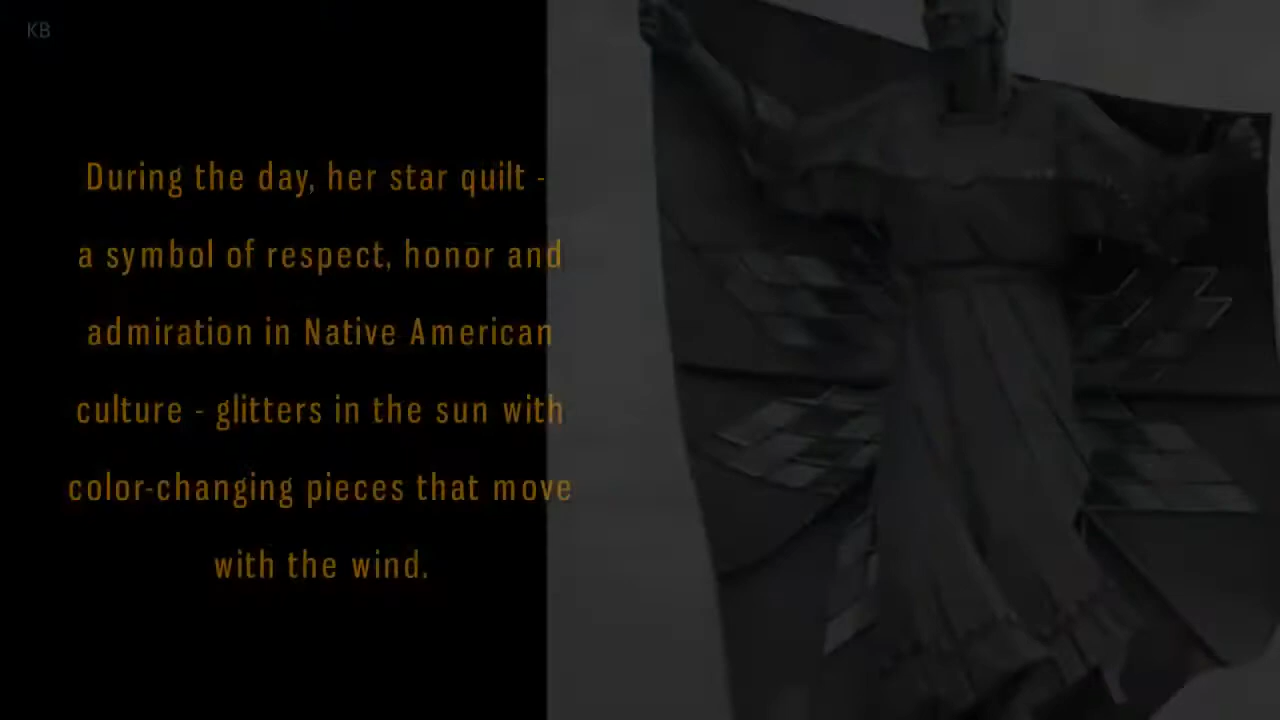 KB
During the day, her star quilt -
a symbol of respect, honor and
admiration in Native American
culture - glitters in the sun with
color-changing pieces that move
with the wind.